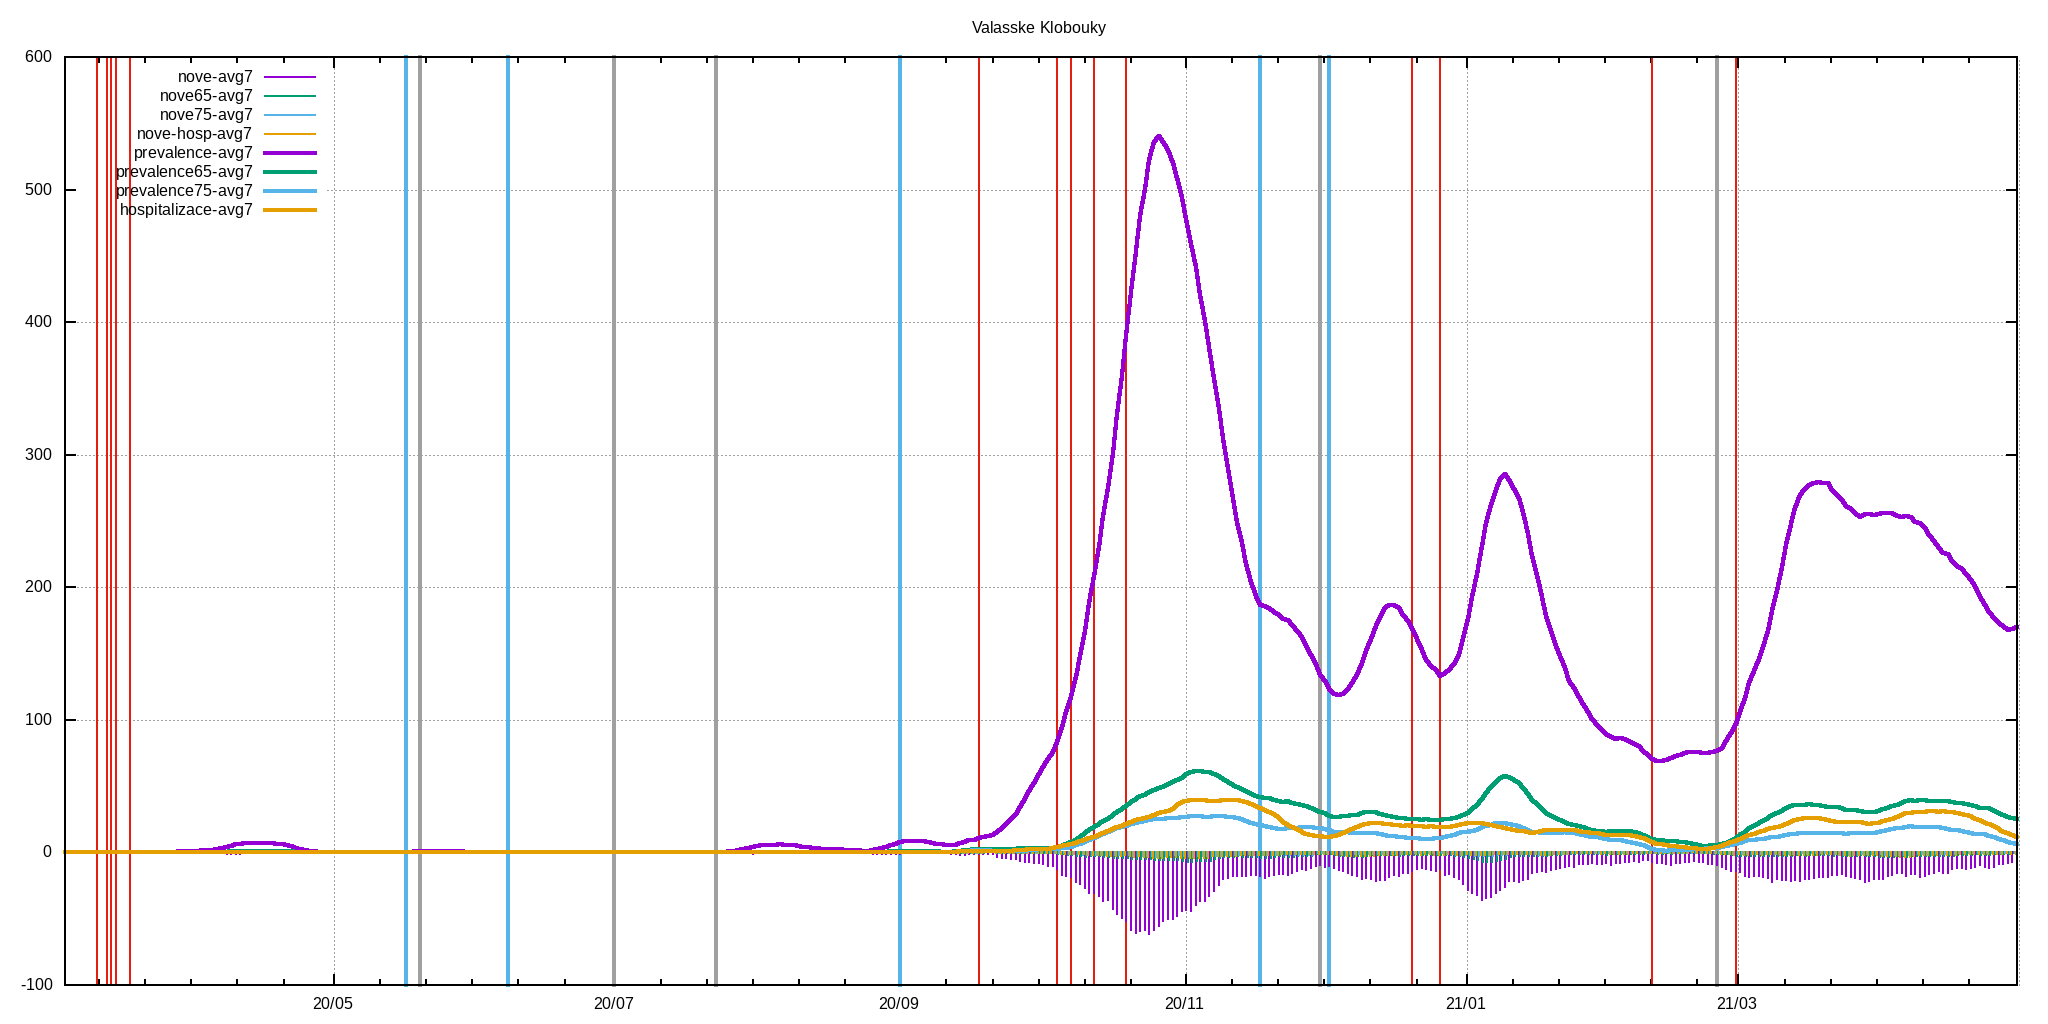 Valasske Klobouky
600
500
400
300
200
100
0
-100
nove-avg7
nove65-avg7
nove75-avg7
nove-hosp-avg7
prevalence-avg7
prevalence65-avg7
prevalence75-avg7
hospitalizace-avg7
20/05 20/07 20/09 20/11 21/01 21/03